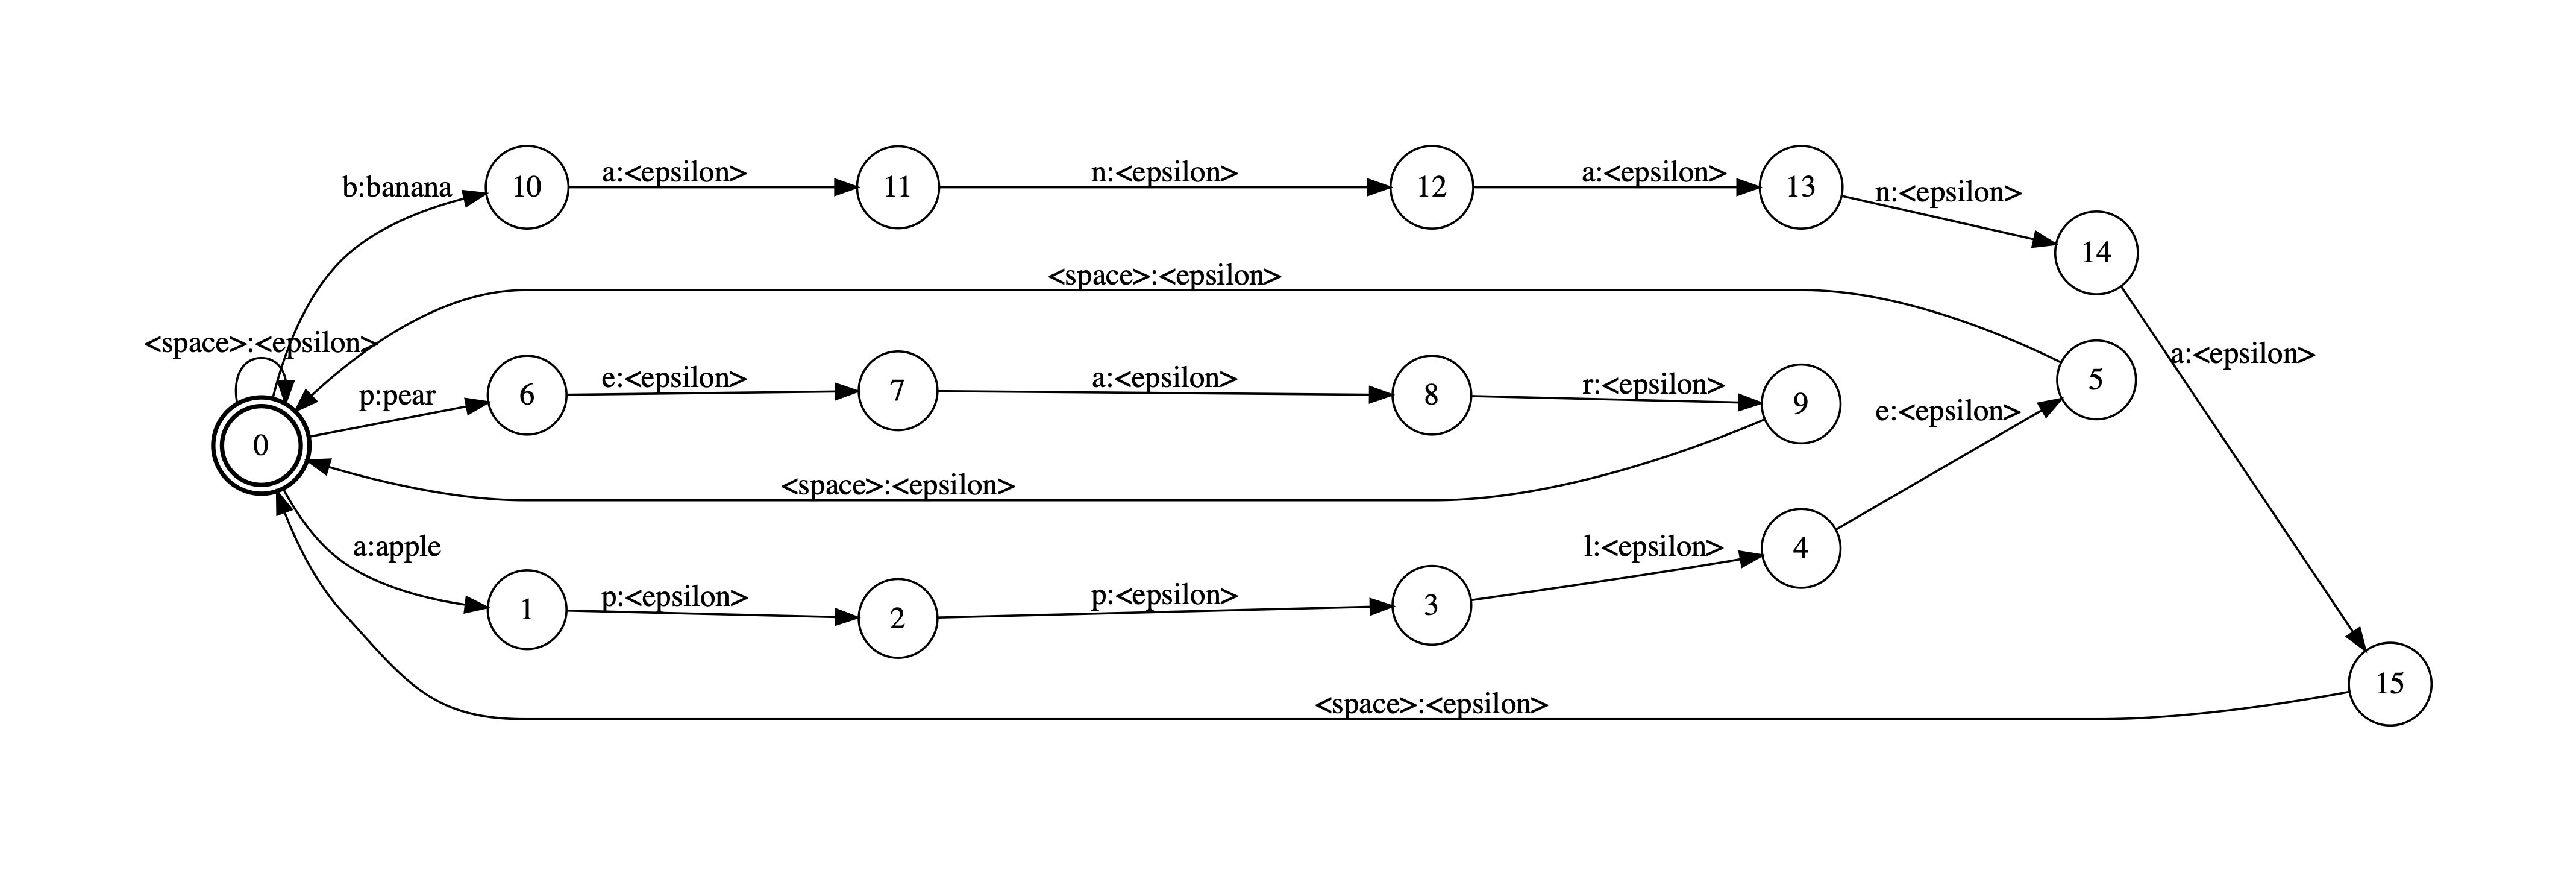 b:banana
10
a:<epsilon>
11
n:<epsilon>
12
a:<epsilon>
13
n:<epsilon>
14
<space>:<epsilon>
<space>:<epsilon>
a:<epsilon>
0
p:pear
6
e:<epsilon>
7
a:<epsilon>
8
r:<epsilon>
9
e:<epsilon>
5
<space>:<epsilon>
a:apple
1
p:<epsilon>
2
p:<epsilon>
3
l:<epsilon>
4
<space>:<epsilon>
15